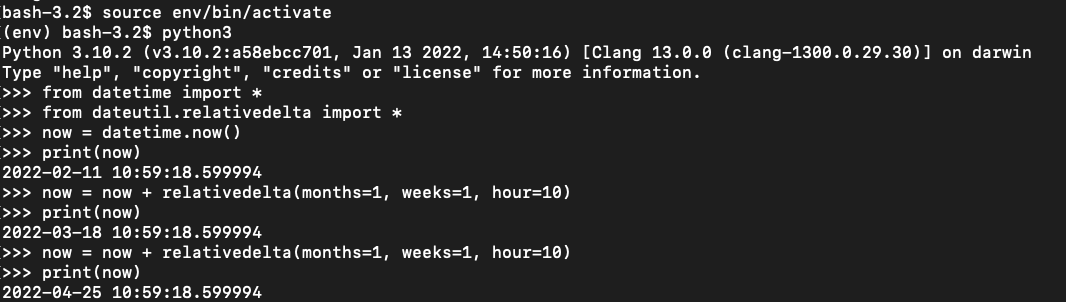 (bash-3.2$ source env/bin/activate
(env) bash-3.2$ python3
Python 3.10.2 (v3.10.2:a58ebcc701, Jan 13 2022, 14:50:16) [Clang 13.0.0 (clang-1300.0.29.30)] on darwin
Type "help", "copyright", "credits" or "license" for more information.
>>> from datetime import *
>>> from dateutil.relativedelta import *
>>> now = datetime.now()
>>> print(now)
2022-02-11 10:59:18.599994
>>> now = now + relativedelta(months=1, weeks=1, hour=10)
>>> print(now)
2022-03-18 10:59:18.599994
>>> now = now + relativedelta(months=1, weeks=1, hour=10)
>>> print(now)
2022-04-25 10:59:18.599994